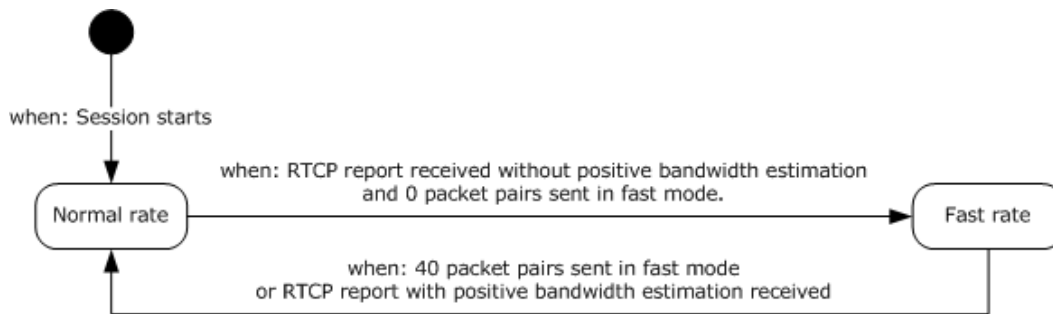 when: Session starts
when: RTCP report received without positive bandwidth estimation
and 0 packet pairs sent in fast mode.
Normal rate
Fast rate
when: 40 packet pairs sent in fast mode
or RTCP report with positive bandwidth estimation received